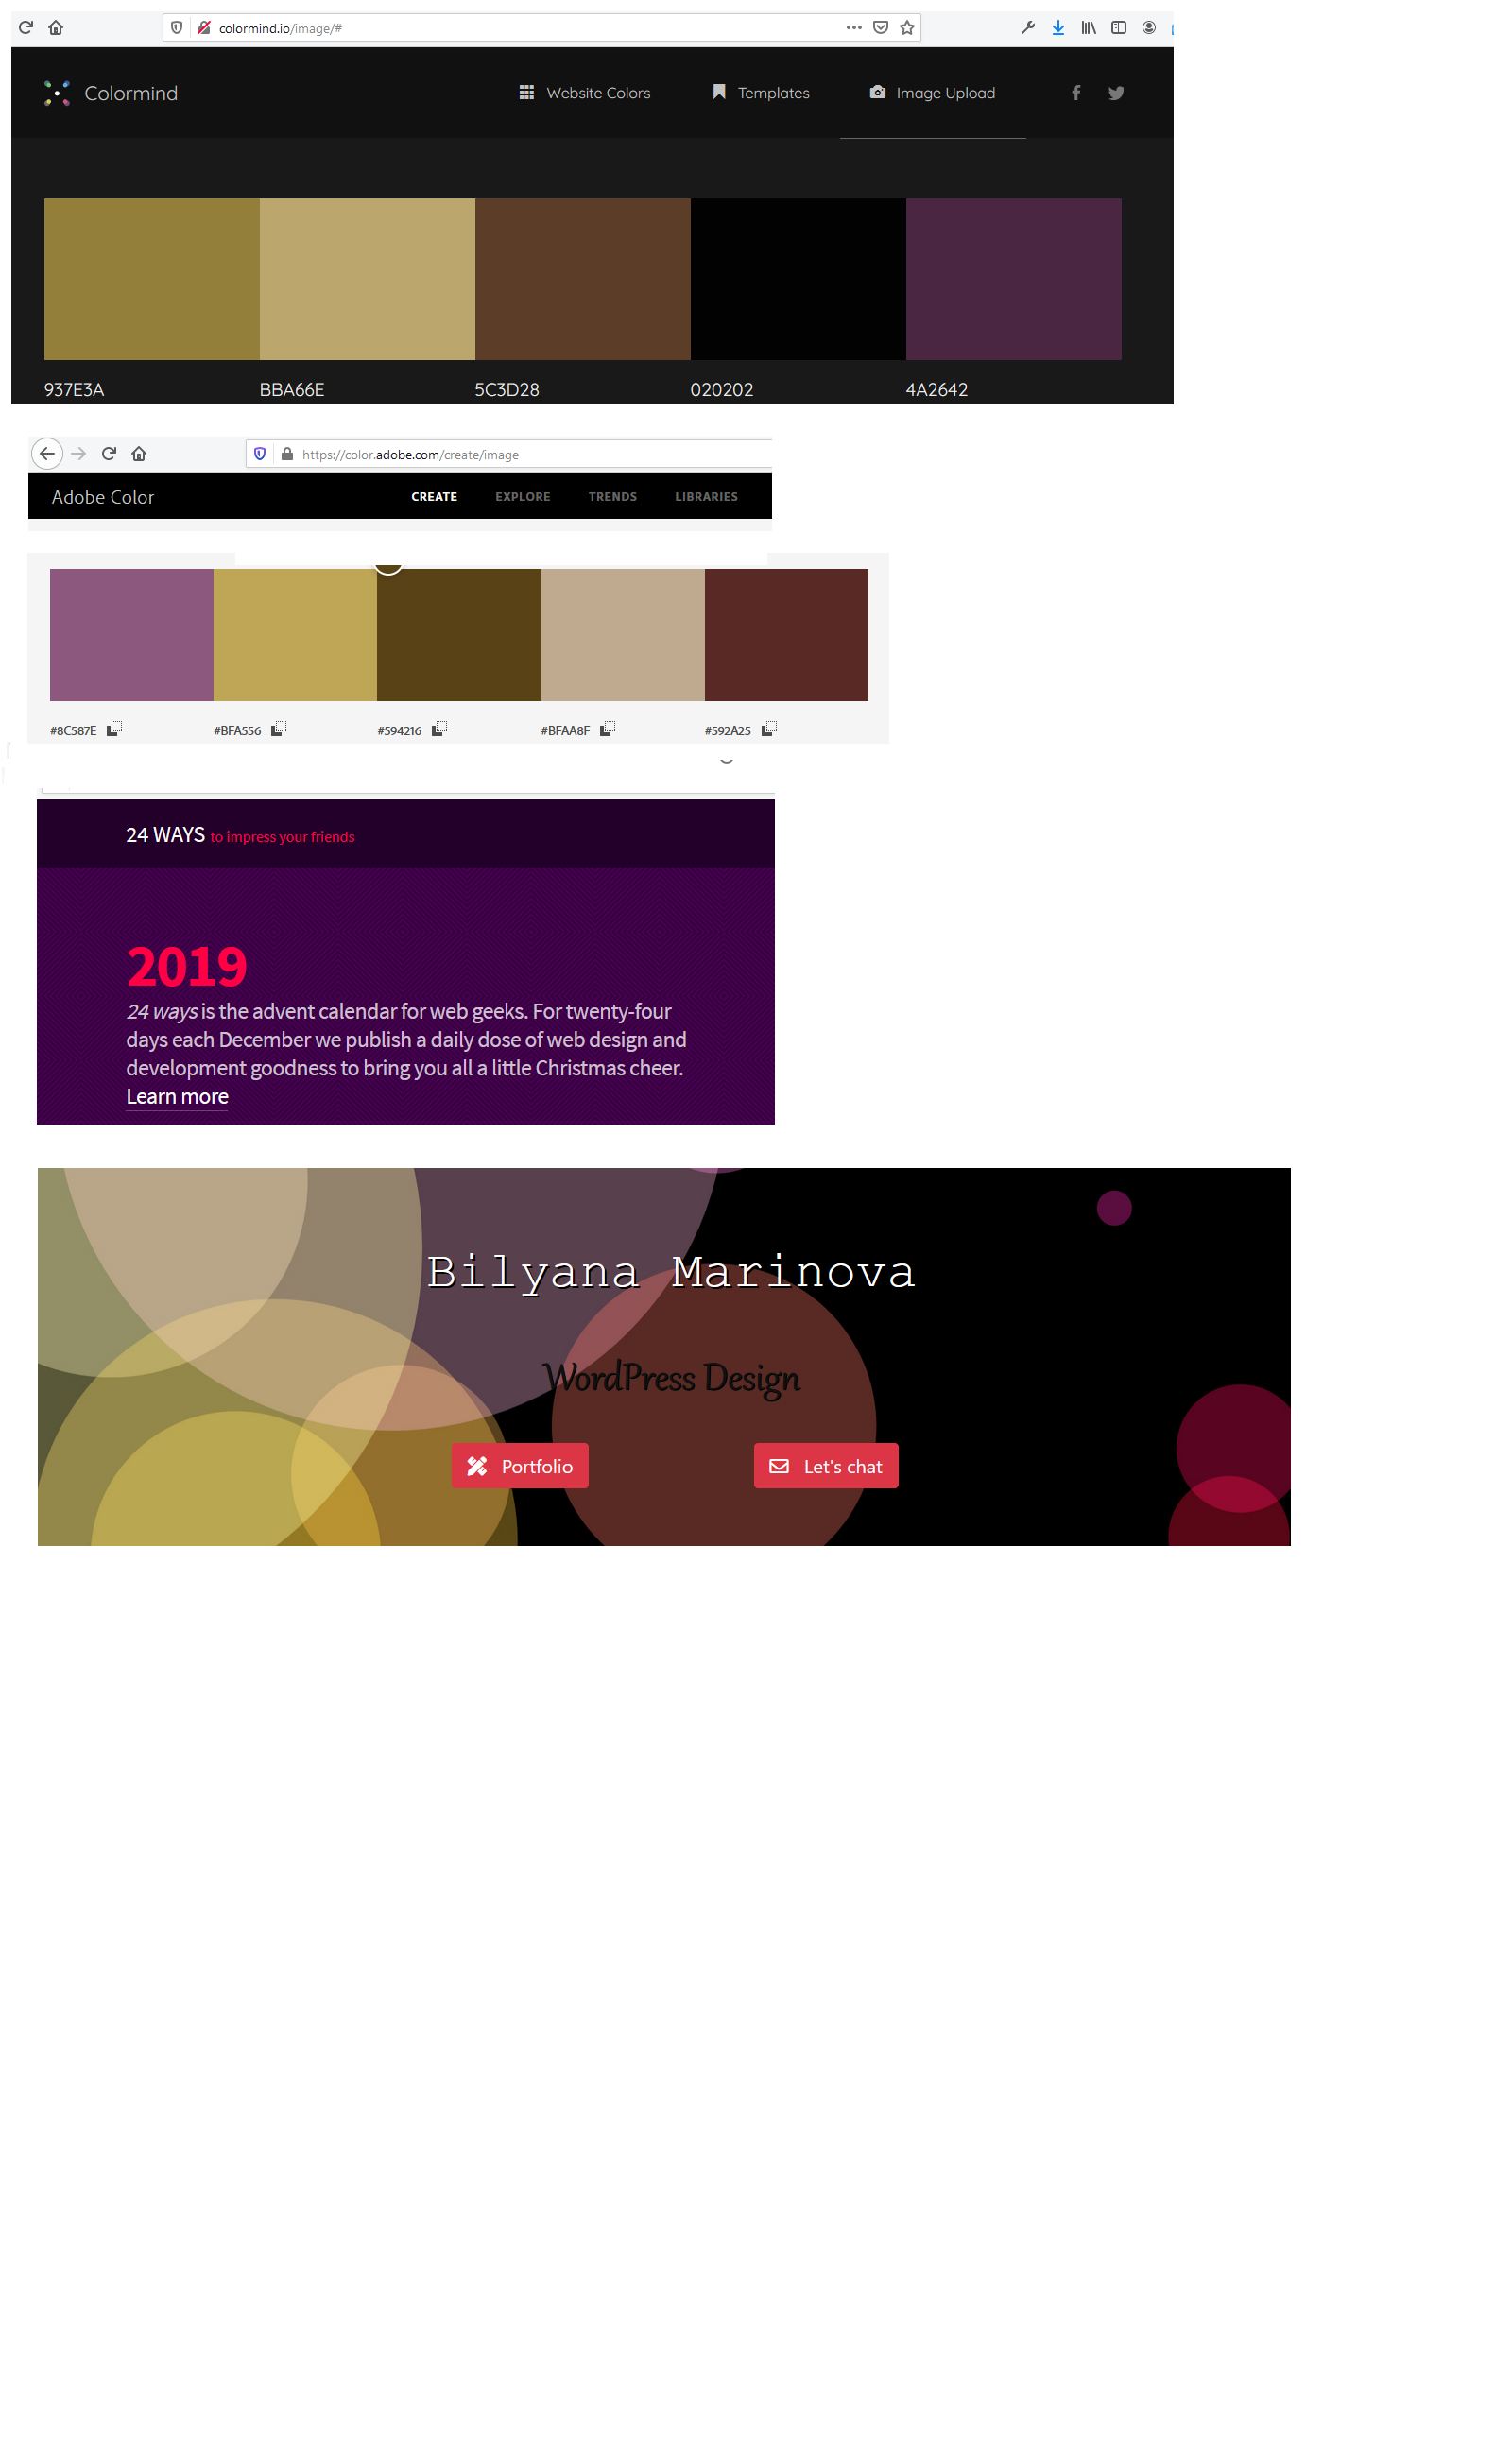 colormind.io/image/#
Colormind
Website Colors
Templates
Image Upload
937E3A
BBA66E
5C3D28
020202
4A2642
https://color.adobe.com/create/image
Adobe Color
CREATE
EXPLORE
TRENDS
LIBRARIES
#8C587E
#BFA556
#594216
#BFAA8F
#592A25
24 WAYS to impress your friends
2019
24 ways is the advent calendar for web geeks. For twenty-four
days each December we publish a daily dose of web design and
development goodness to bring you all a little Christmas cheer.
Learn more
Bilyana Marinova
WordPress Design
Portfolio
Let's chat